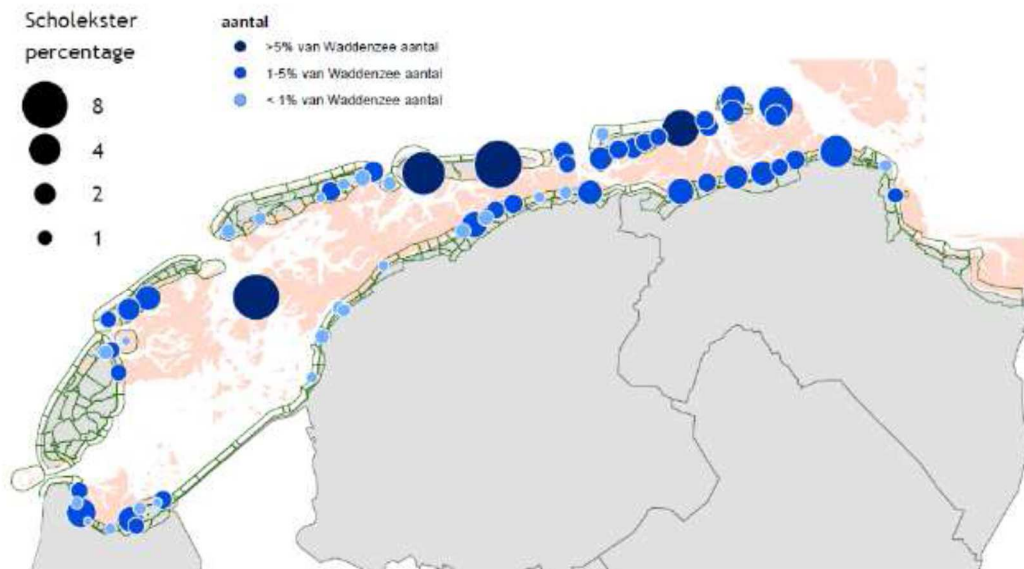 Scholekster
percentage
8
4
2
1
aantal
>5% van Waddenzee aantal
1-5% van Waddenzee aantal
< 1% van Waddenzee aantal